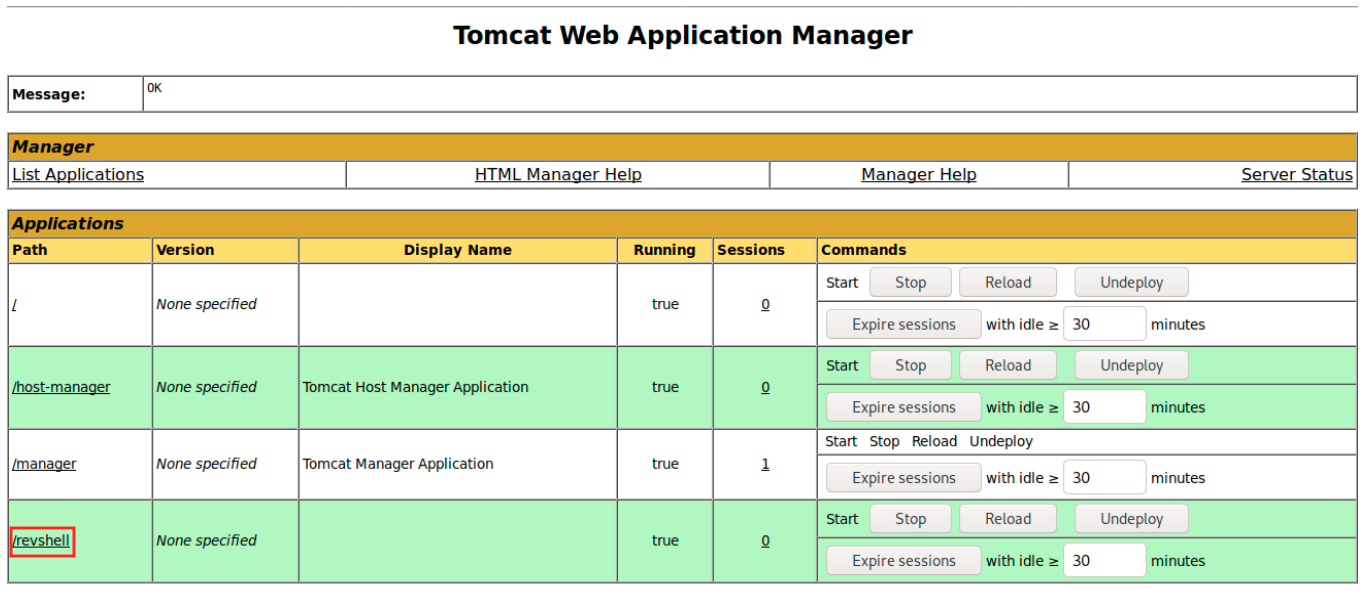 Tomcat Web Application Manager
Message: OK
Manager
List Applications HTML Manager Help Manager Help Server Status
Applications
Path Version Display Name Running Sessions Commands
/ None specified true 0 Start Stop Reload Undeploy
Expire sessions with idle ≥ 30 minutes
/host-manager None specified Tomcat Host Manager Application true 0 Start Stop Reload Undeploy
Expire sessions with idle ≥ 30 minutes
/manager None specified Tomcat Manager Application true 1 Start Stop Reload Undeploy
Expire sessions with idle ≥ 30 minutes
/revshell None specified true 0 Start Stop Reload Undeploy
Expire sessions with idle ≥ 30 minutes